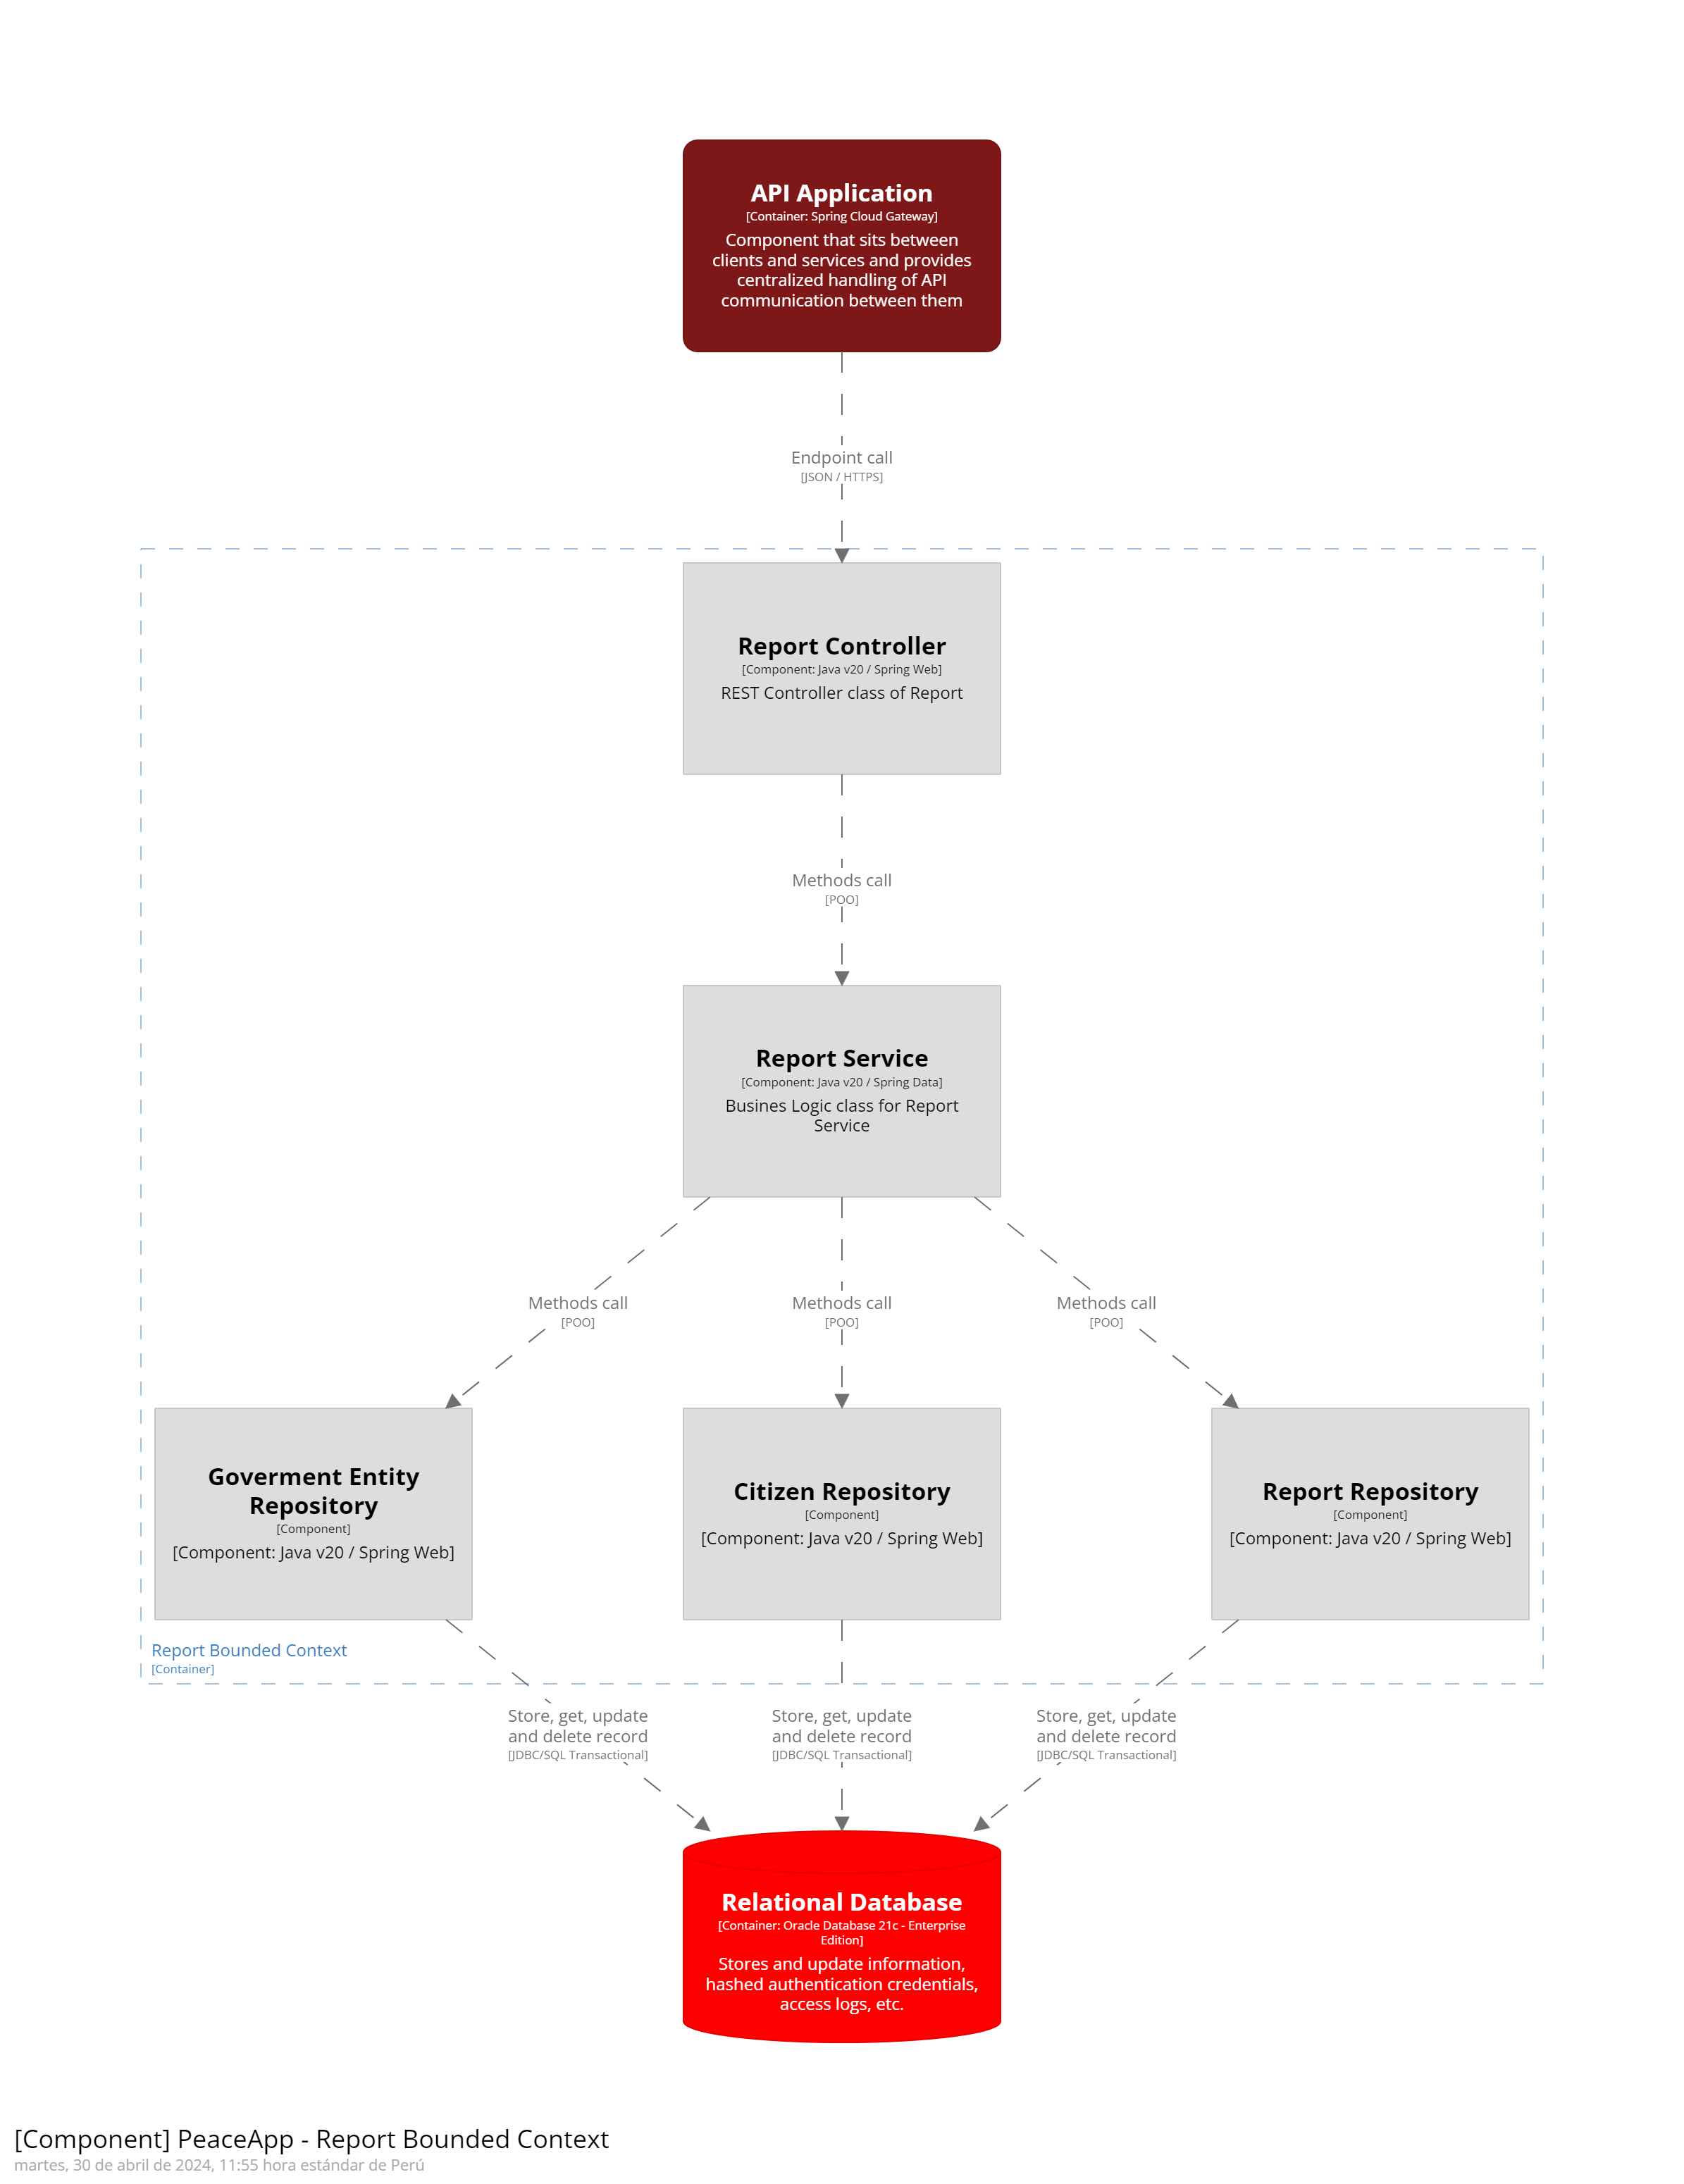 API Application
[Container: Spring Cloud Gateway]
Component that sits between
clients and services and provides
centralized handling of API
communication between them
Endpoint call
[JSON / HTTPS]
Report Controller
[Component: Java v20 / Spring Web]
REST Controller class of Report
Methods call
[POO]
Report Service
[Component: Java v20 / Spring Data]
Busines Logic class for Report
Service
Methods call
[POO]
Methods call
[POO]
Methods call
[POO]
Goverment Entity
Repository
[Component]
[Component: Java v20 / Spring Web]
Citizen Repository
[Component]
[Component: Java v20 / Spring Web]
Report Repository
[Component]
[Component: Java v20 / Spring Web]
Report Bounded Context
[Container]
Store, get, update
and delete record
[JDBC/SQL Transactional]
Store, get, update
and delete record
[JDBC/SQL Transactional]
Store, get, update
and delete record
[JDBC/SQL Transactional]
Relational Database
[Container: Oracle Database 21c - Enterprise
Edition]
Stores and update information,
hashed authentication credentials,
access logs, etc.
[Component] PeaceApp - Report Bounded Context
martes, 30 de abril de 2024, 11:55 hora estándar de Perú